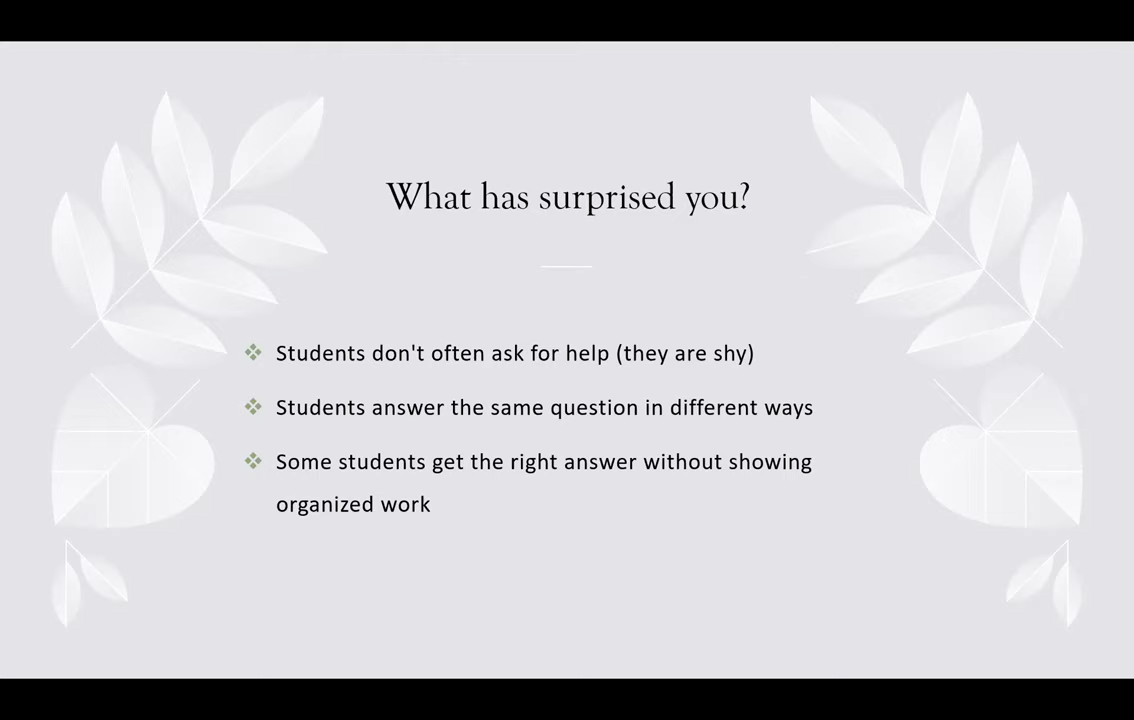 What has surprised you?
Students don't often ask for help (they are shy)
Students answer the same question in different ways
Some students get the right answer without showing
organized work